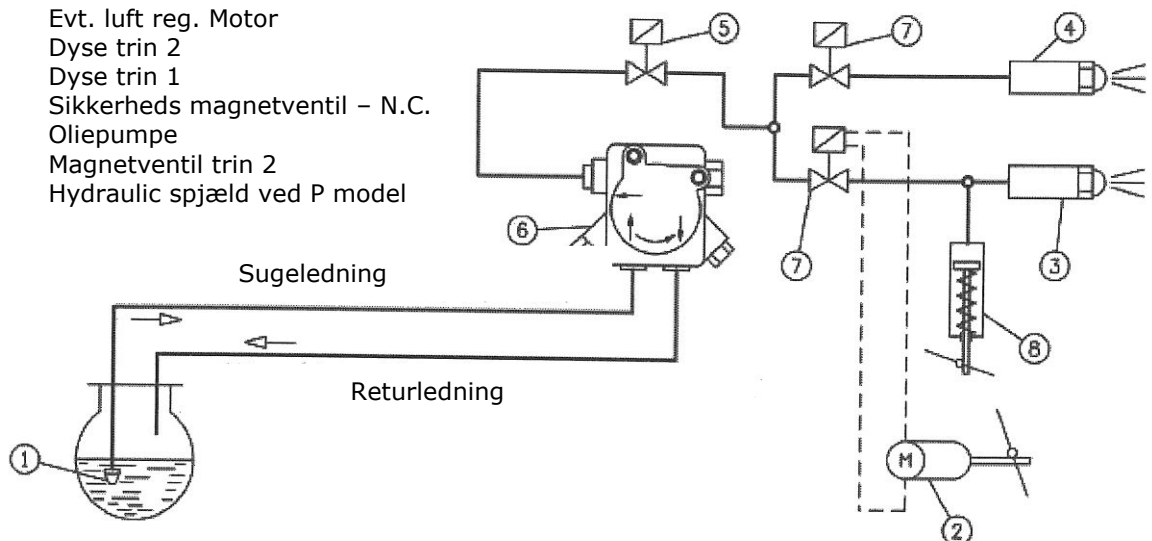 Evt. luft reg. Motor
Dyse trin 2
Dyse trin 1
Sikkerheds magnetventil – N.C.
Oliepumpe
Magnetventil trin 2
Hydraulic spjæld ved P model
5
7
4
6
7
3
Sugeledning
8
Returledning
1
M
2